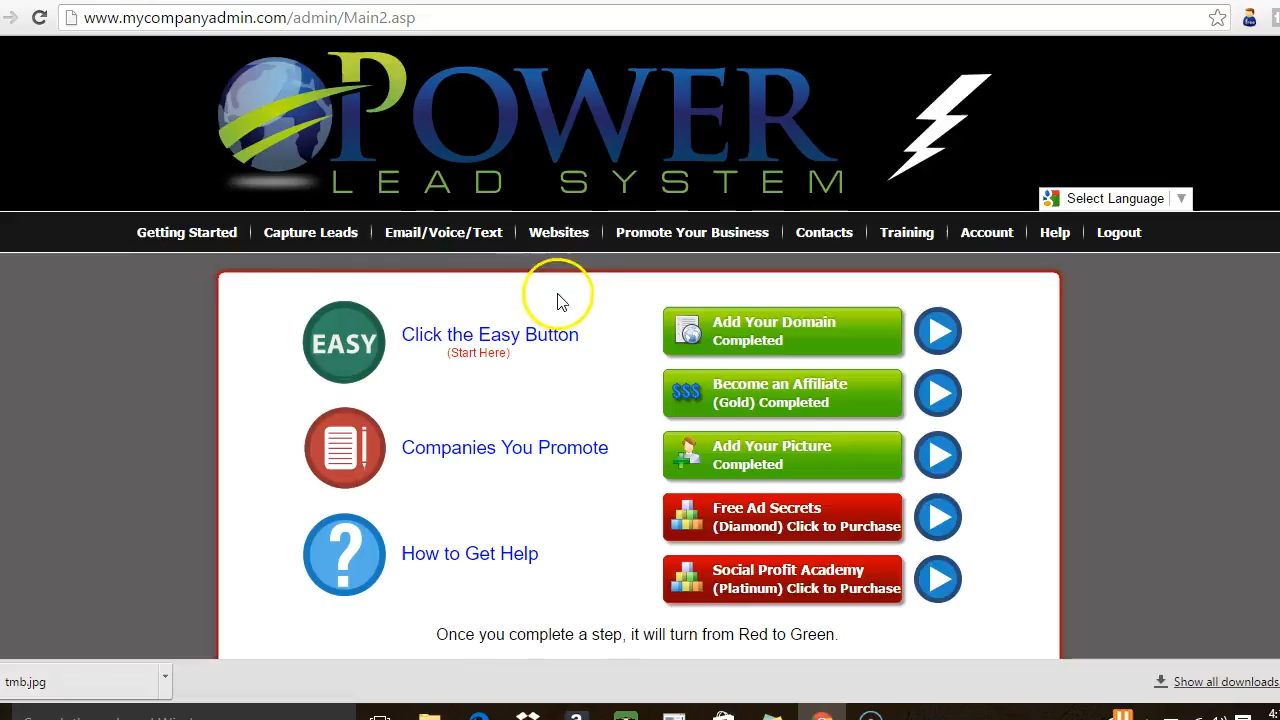 www.mycompanyadmin.com/admin/Main2.asp
POWER
LEAD SYSTEM
Select Language
Getting Started
Capture Leads
Email/Voice/Text
Websites
Promote Your Business
Contacts
Training
Account
Help
Logout
EASY
Click the Easy Button
(Start Here)
Companies You Promote
?
How to Get Help
Add Your Domain
Completed
$$$
Become an Affiliate
(Gold) Completed
Add Your Picture
Completed
Free Ad Secrets
(Diamond) Click to Purchase
Social Profit Academy
(Platinum) Click to Purchase
Once you complete a step, it will turn from Red to Green.
tmb.jpg
Show all downloads